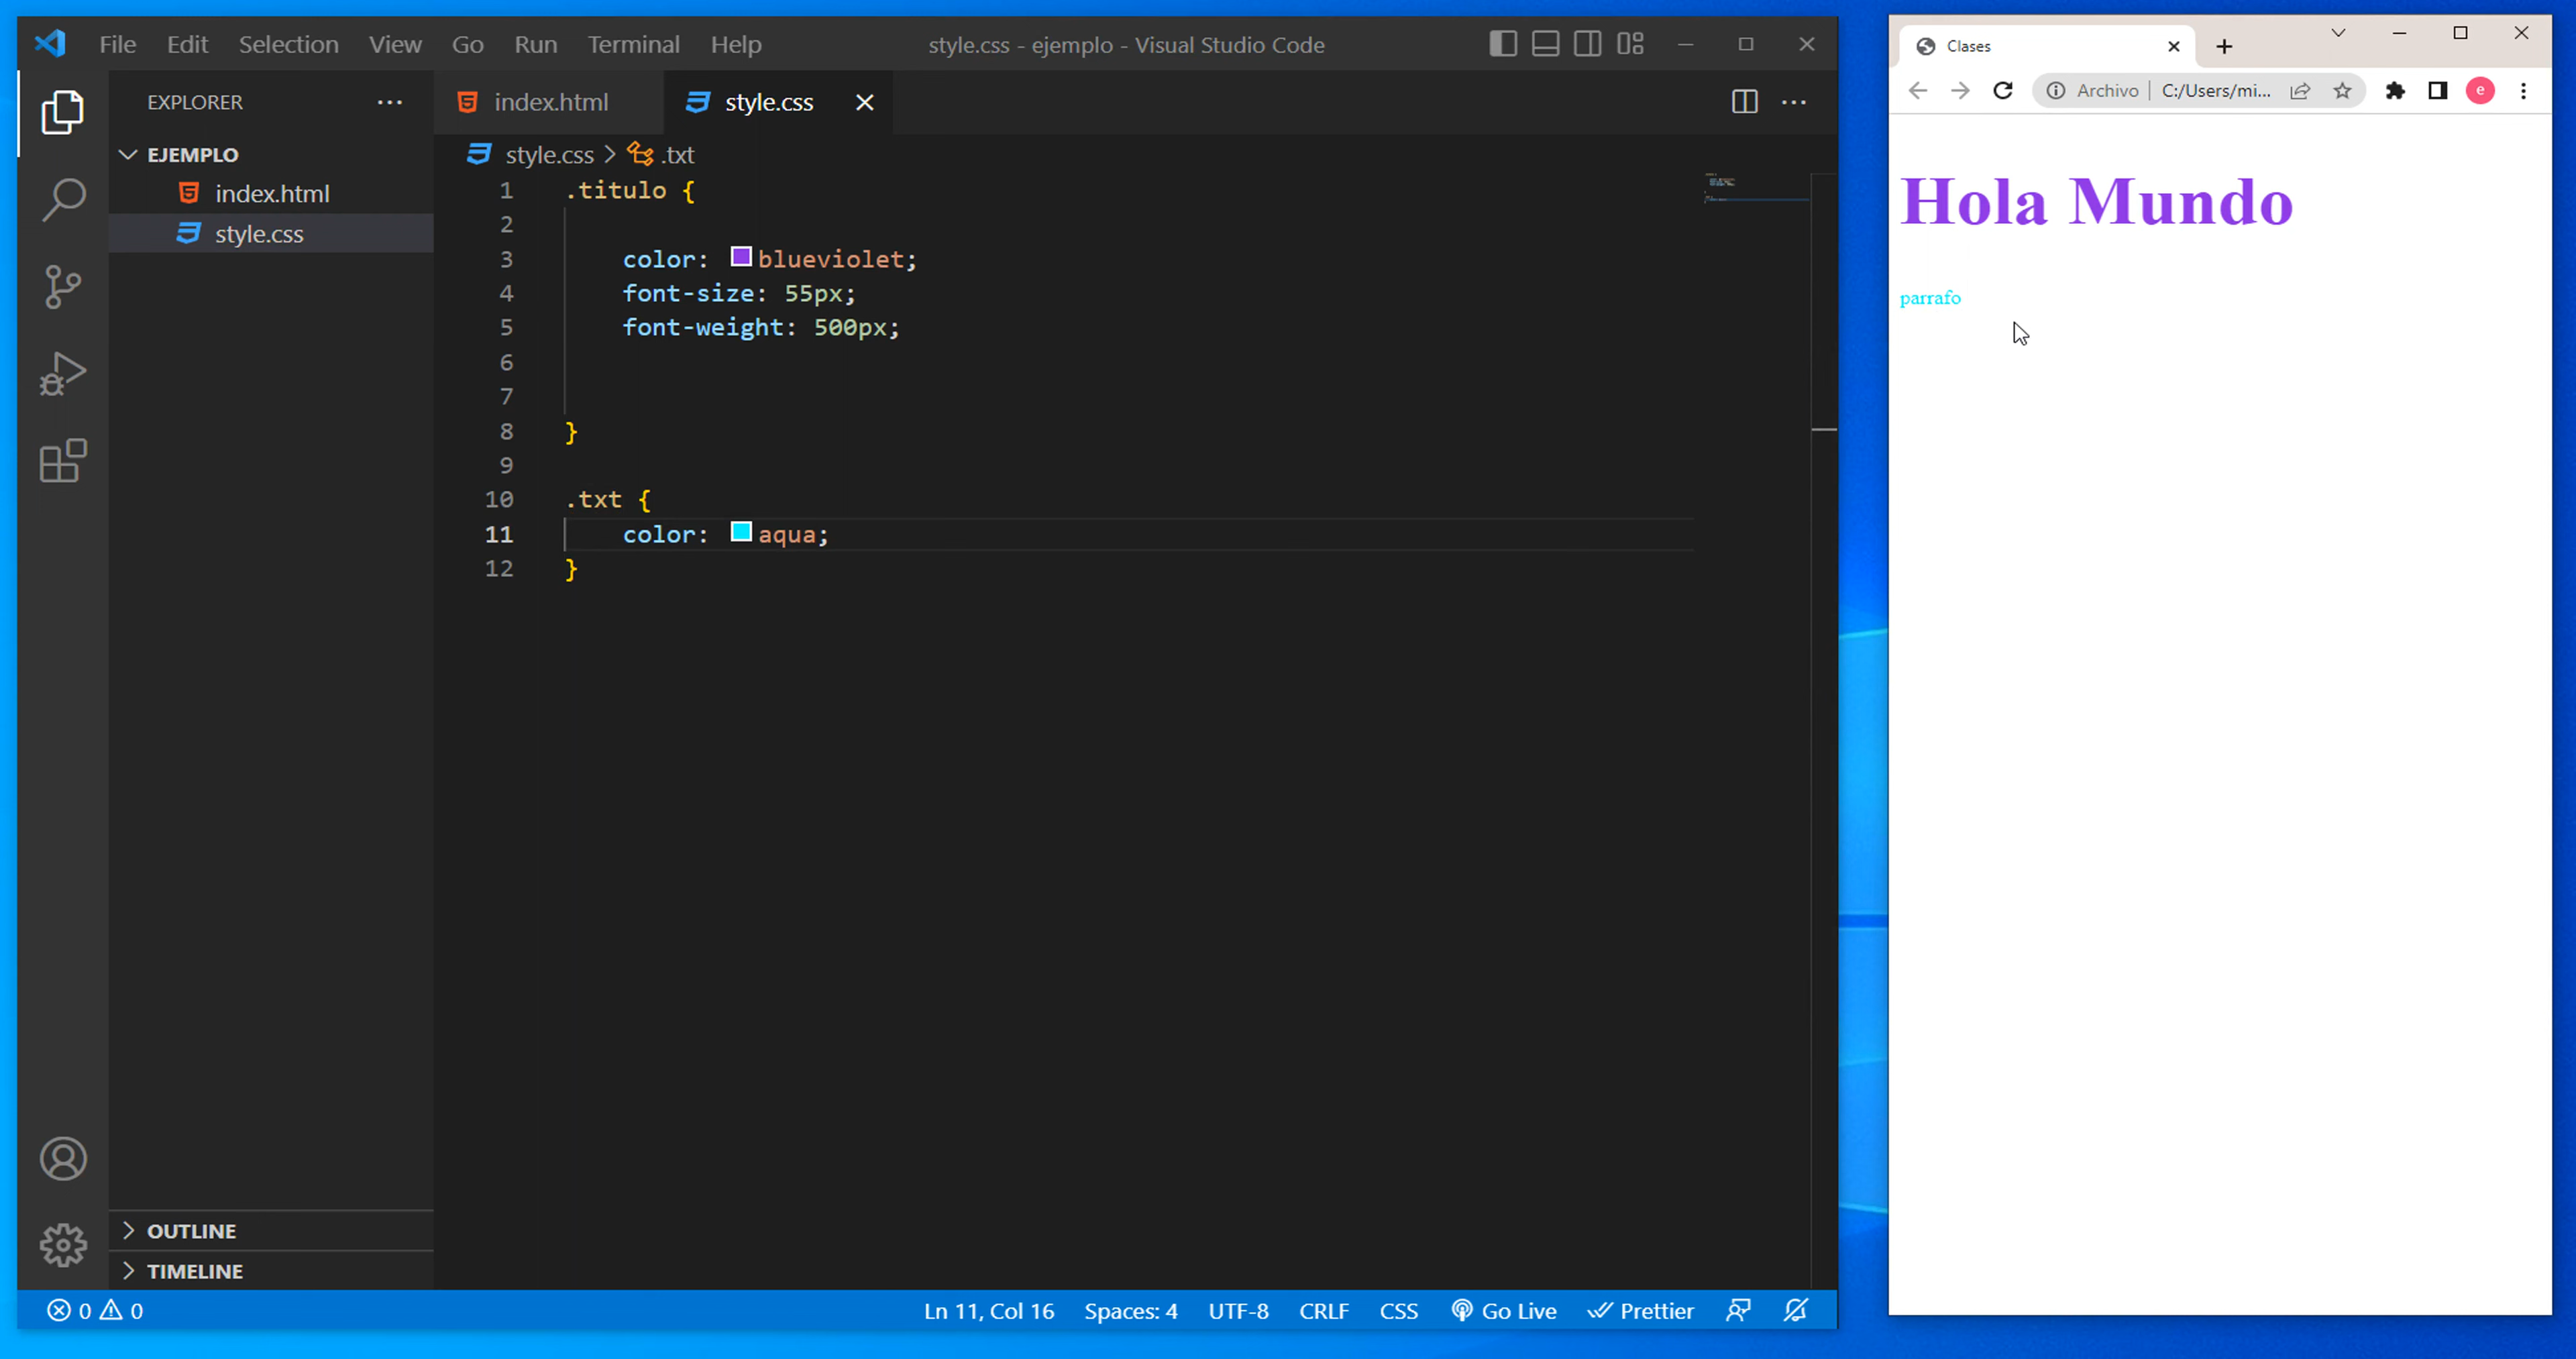 File Edit Selection View Go Run Terminal Help style.css - ejemplo - Visual Studio Code
EXPLORER
EJEMPLO
index.html
style.css
index.html style.css
style.css > .txt
1 .titulo {
2
3 color: blueviolet;
4 font-size: 55px;
5 font-weight: 500px;
6
7
8 }
9
10 .txt {
11 color: aqua;
12 }
OUTLINE
TIMELINE
0 0 Ln 11, Col 16 Spaces: 4 UTF-8 CRLF CSS Go Live Prettier
Clases
Archivo | C:/Users/mi... e
Hola Mundo
parrafo